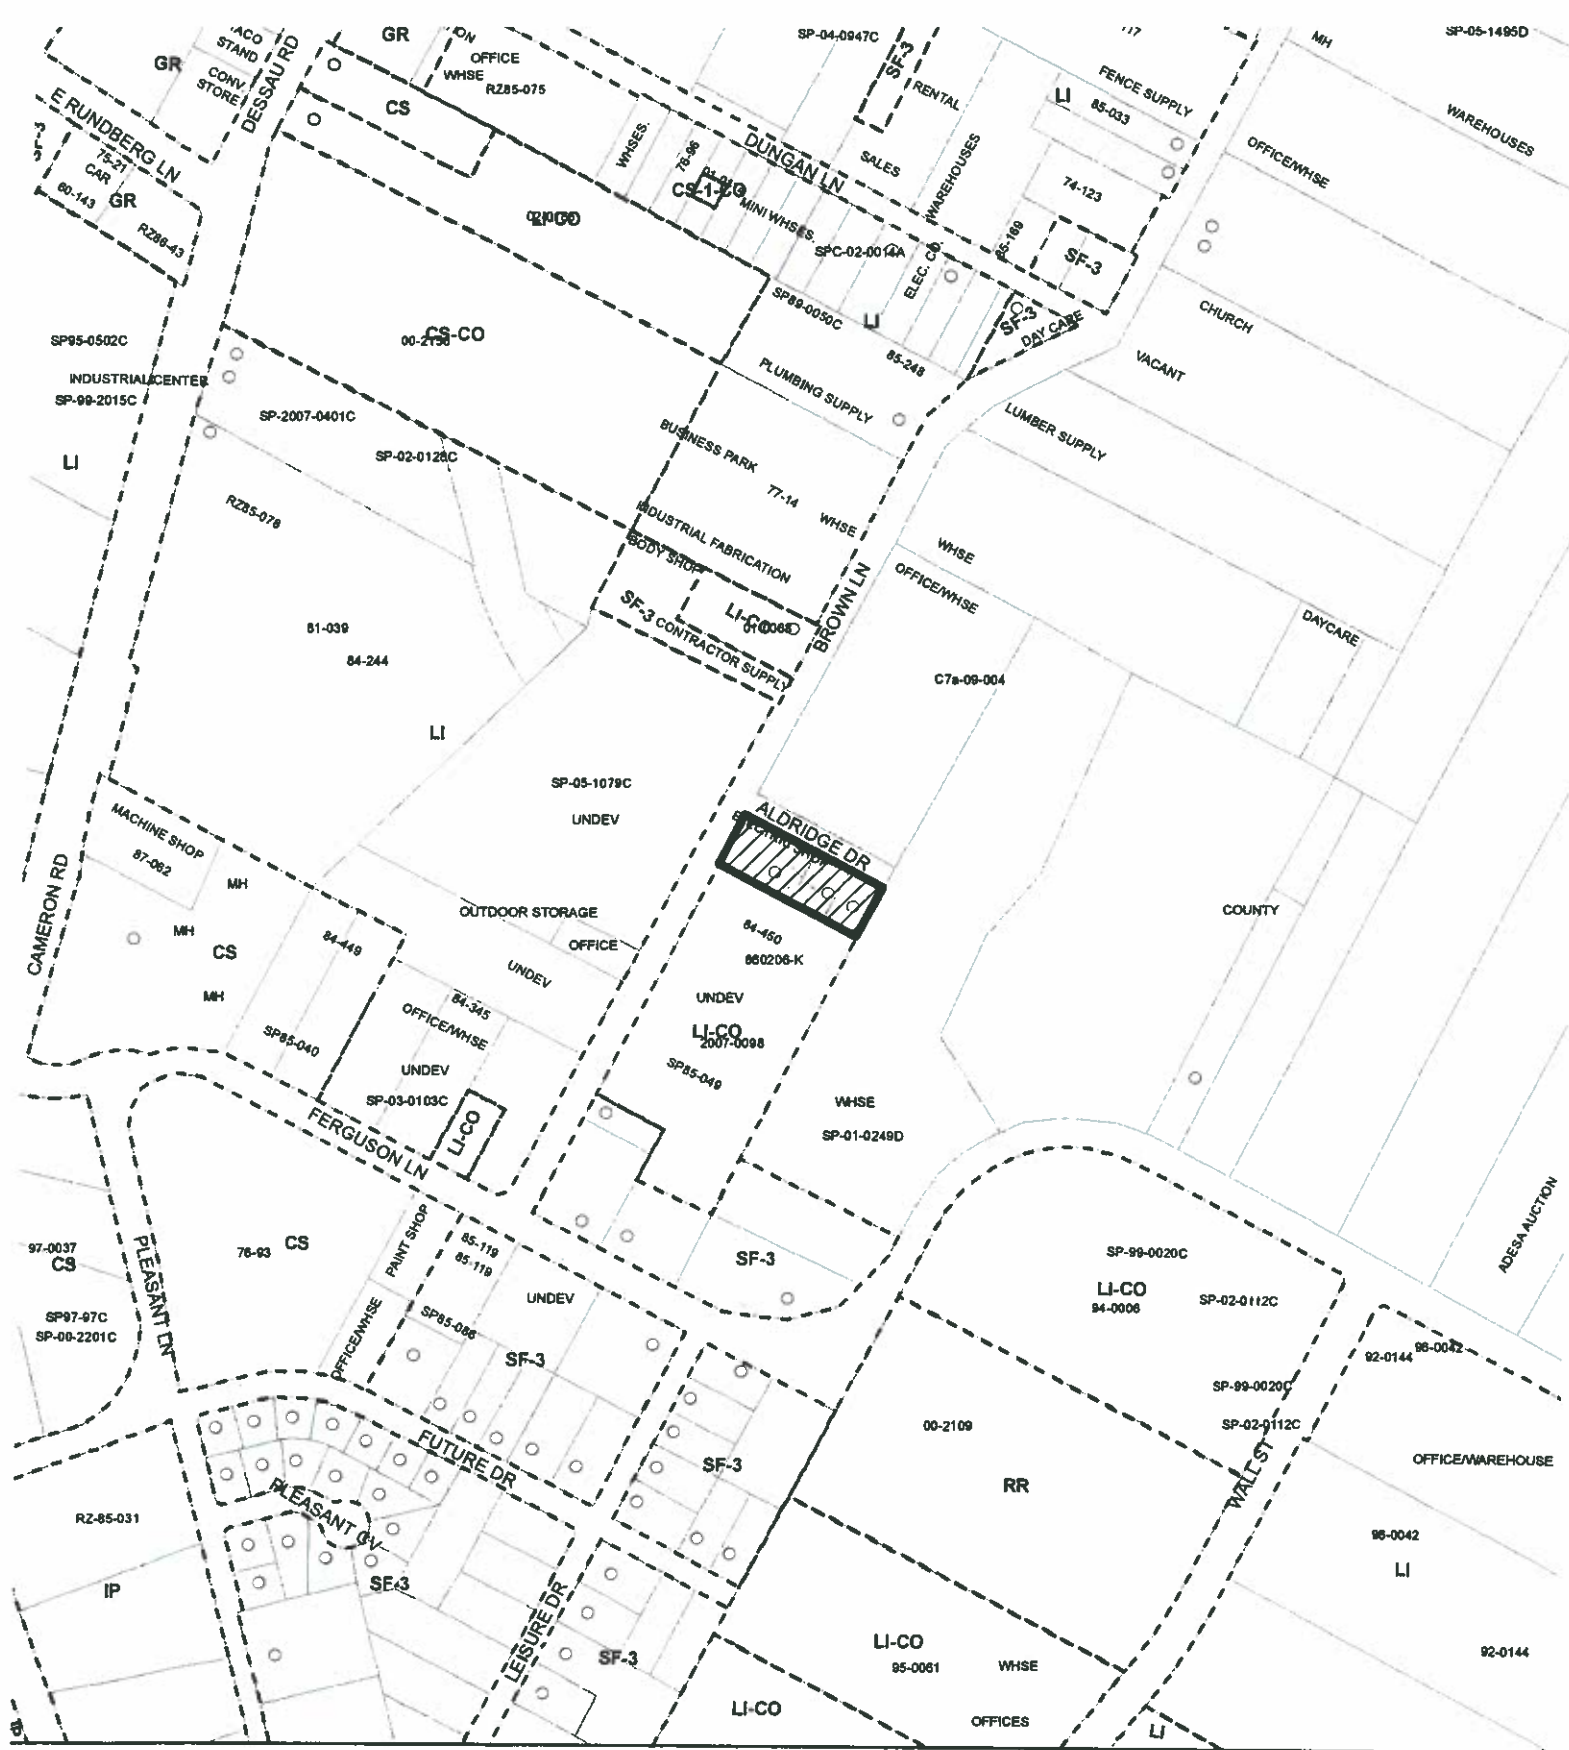 GR
TACO
STAND
CONV.
STORE
GR
DESSAU RD
OFFICE
WHSE
RZ85-075
CS
SP-04-0947C
SF-3
RENTAL
SALES
WAREHOUSES
LI
FENCE SUPPLY
85-033
MH
SP-05-1495D
WAREHOUSES
OFFICE/WHSE
E RUNDBERG LN
SF-3
75-21
CAR
60-143
GR
RZ86-43
WHSES.
76-96
CS-1-CO
DUNGAN LN
MINI WHSES.
SPC-02-0014A
ELEC. CO.
85-169
74-123
SF-3
LI-CO
SP95-0502C
INDUSTRIAL/CENTER
SP-99-2015C
LI
CS-CO
SP89-0050C
LI
85-248
SF-3
DAY CARE
CHURCH
VACANT
PLUMBING SUPPLY
SP-2007-0401C
SP-02-0128C
BUSINESS PARK
77-14
WHSE
LUMBER SUPPLY
RZ85-078
INDUSTRIAL FABRICATION
BODY SHOP
SF-3
LI-CO
CONTRACTOR SUPPLY
BROWN LN
WHSE
OFFICE/WHSE
DAYCARE
81-039
84-244
LI
C7a-09-004
SP-05-1079C
UNDEV
ALDRIDGE DR
MACHINE SHOP
87-062
MH
CAMERON RD
MH
CS
MH
84-449
OUTDOOR STORAGE
OFFICE
UNDEV
84-450
860206-K
UNDEV
LI-CO
2007-0098
SP85-049
COUNTY
84-345
OFFICE/WHSE
SP85-040
UNDEV
SP-03-0103C
LI-CO
FERGUSON LN
WHSE
SP-01-0249D
97-0037
CS
PLEASANT LN
76-93
CS
PAINT SHOP
85-119
85-119
SF-3
SP-99-0020C
LI-CO
94-0006
SP-02-0112C
ADESA AUCTION
SP97-97C
SP-00-2201C
OFFICE/WHSE
UNDEV
SP85-086
SF-3
92-0144
96-0042
SP-99-0020C
SP-02-0112C
00-2109
WALL ST
OFFICE/WAREHOUSE
FUTURE DR
SF-3
RR
RZ-85-031
PLEASANT CV
96-0042
LI
IP
SF-3
LEISURE DR
SF-3
LI-CO
95-0061
WHSE
92-0144
LI-CO
OFFICES
LI